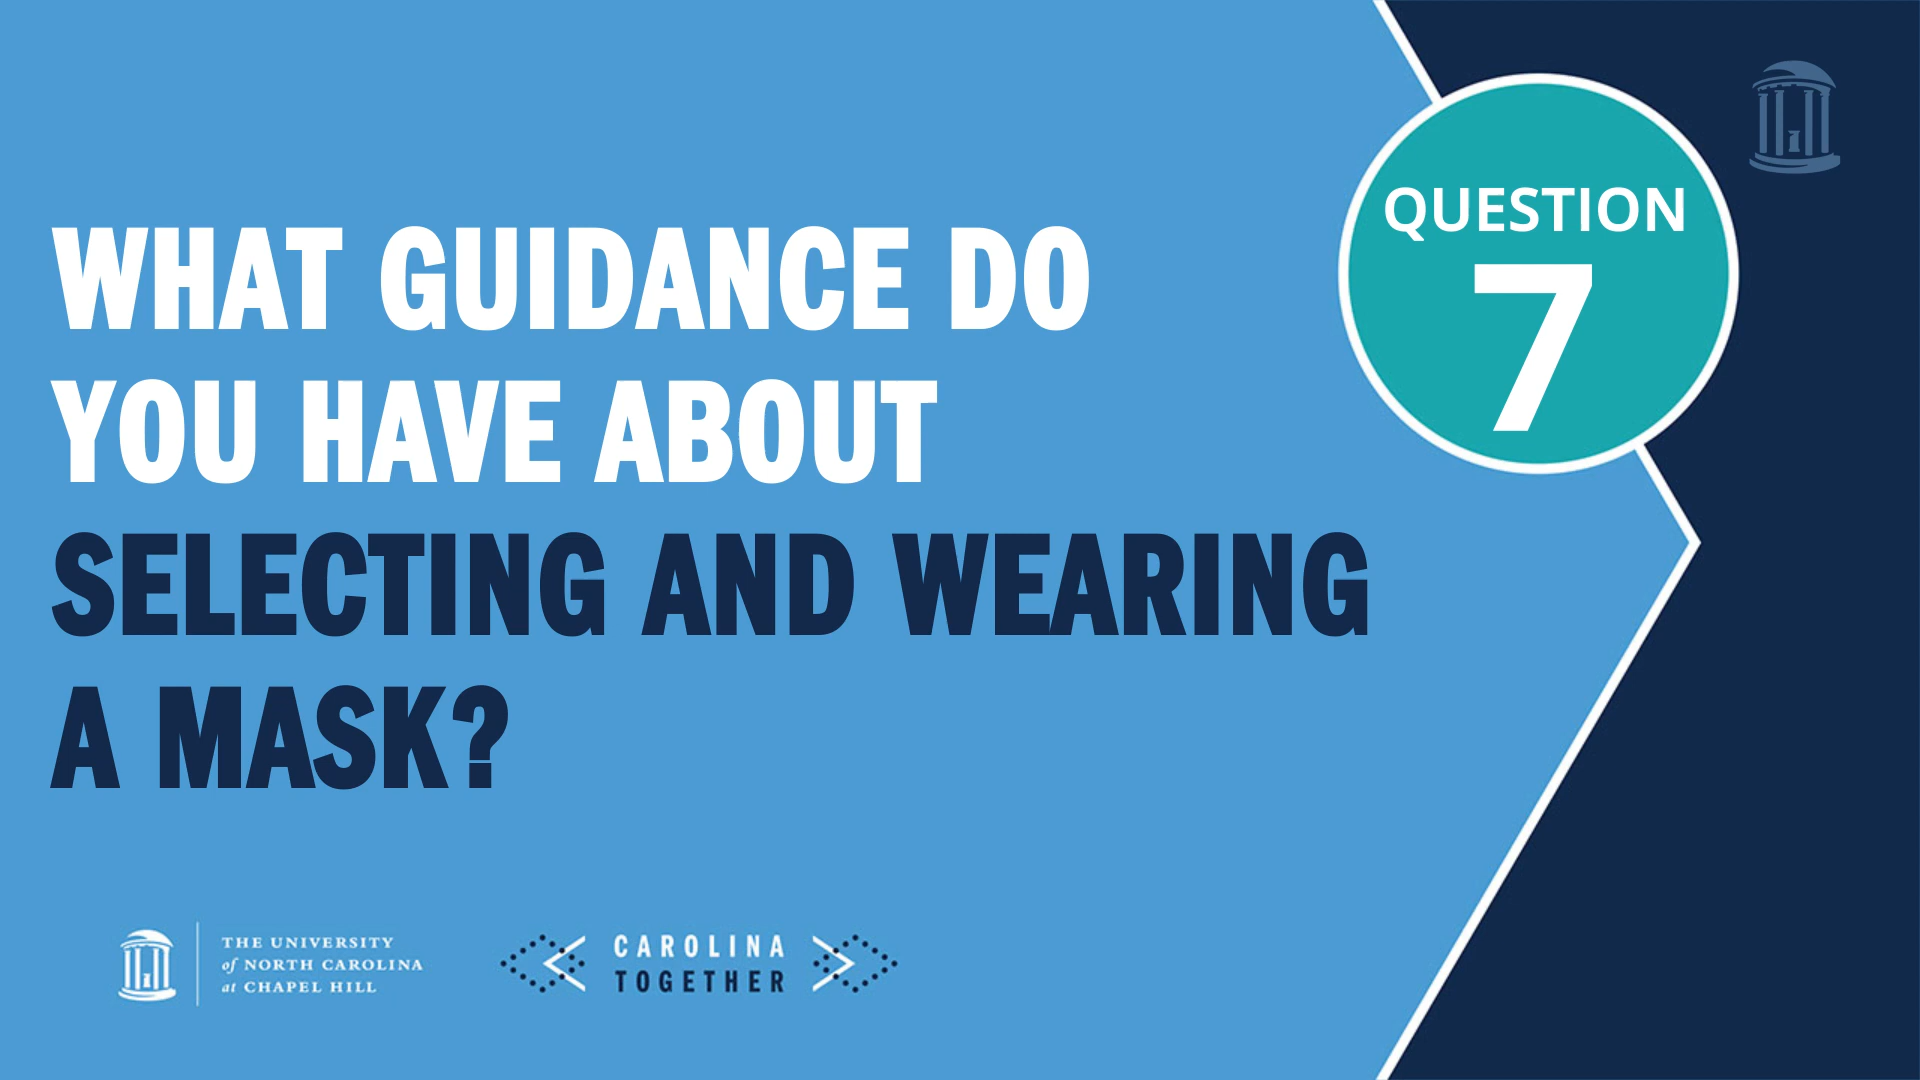 WHAT GUIDANCE DO
YOU HAVE ABOUT
SELECTING AND WEARING
A MASK?
QUESTION
7
THE UNIVERSITY
of NORTH CAROLINA
at CHAPEL HILL
CAROLINA
TOGETHER